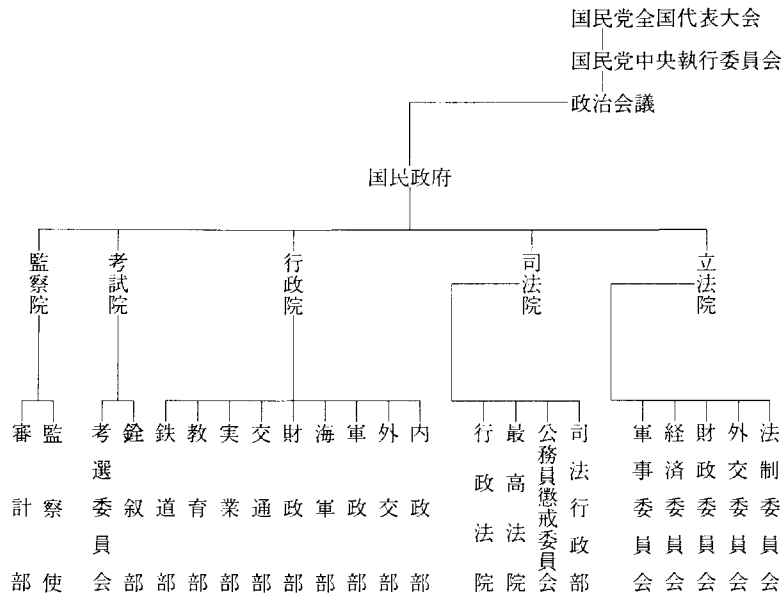 国民党全国代表大会
国民党中央執行委員会
政治会議
国民政府
立法院
司法院
行政院
考試院
監察院
法制委員会
外交委員会
財政委員会
経済委員会
軍事委員会
司法行政部
公務員懲戒委員会
最高法院
行政法院
内政部
外交部
軍政部
海軍部
財政部
交通部
実業部
教育部
鉄道部
銓叙部
考選委員会
監察使
審計部